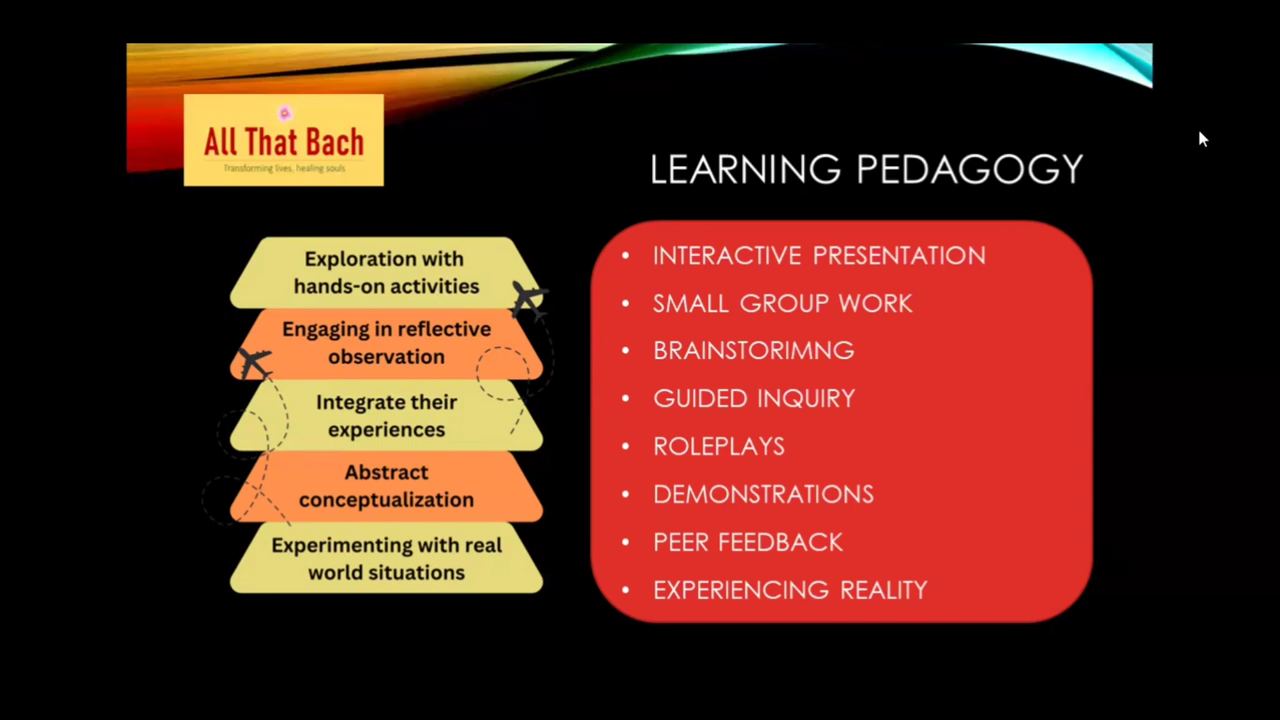 All That Bach
Transforming lives, healing souls
LEARNING PEDAGOGY
Exploration with
hands-on activities
Engaging in reflective
observation
Integrate their
experiences
Abstract
conceptualization
Experimenting with real
world situations
• INTERACTIVE PRESENTATION
• SMALL GROUP WORK
• BRAINSTORIMNG
• GUIDED INQUIRY
• ROLEPLAYS
• DEMONSTRATIONS
• PEER FEEDBACK
• EXPERIENCING REALITY